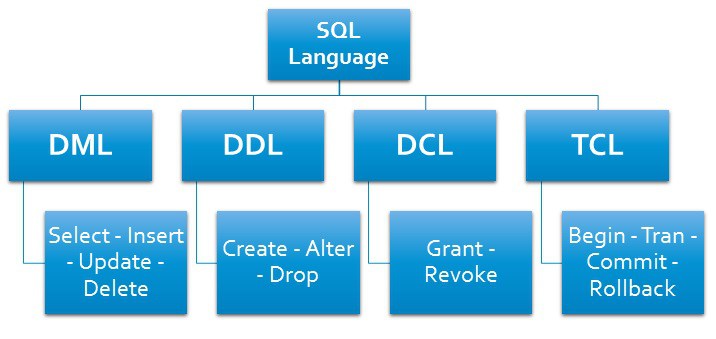 SQL
Language
DML
DDL
DCL
TCL
Select - Insert
- Update -
Delete
Create - Alter
- Drop
Grant -
Revoke
Begin - Tran -
Commit -
Rollback